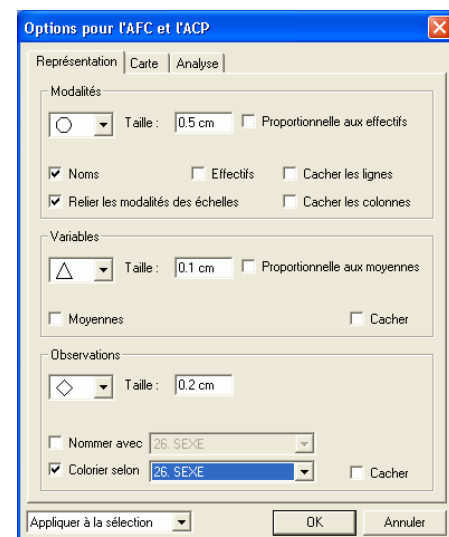 Options pour l'AFC et l'ACP
Représentation Carte Analyse
Modalités
Taille : 0.5 cm Proportionnelle aux effectifs
Noms Effectifs Cacher les lignes
Relier les modalités des échelles Cacher les colonnes
Variables
Taille : 0.1 cm Proportionnelle aux moyennes
Moyennes Cacher
Observations
Taille : 0.2 cm
Nommer avec 26. SEXE
Colorier selon 26. SEXE Cacher
Appliquer à la sélection OK Annuler